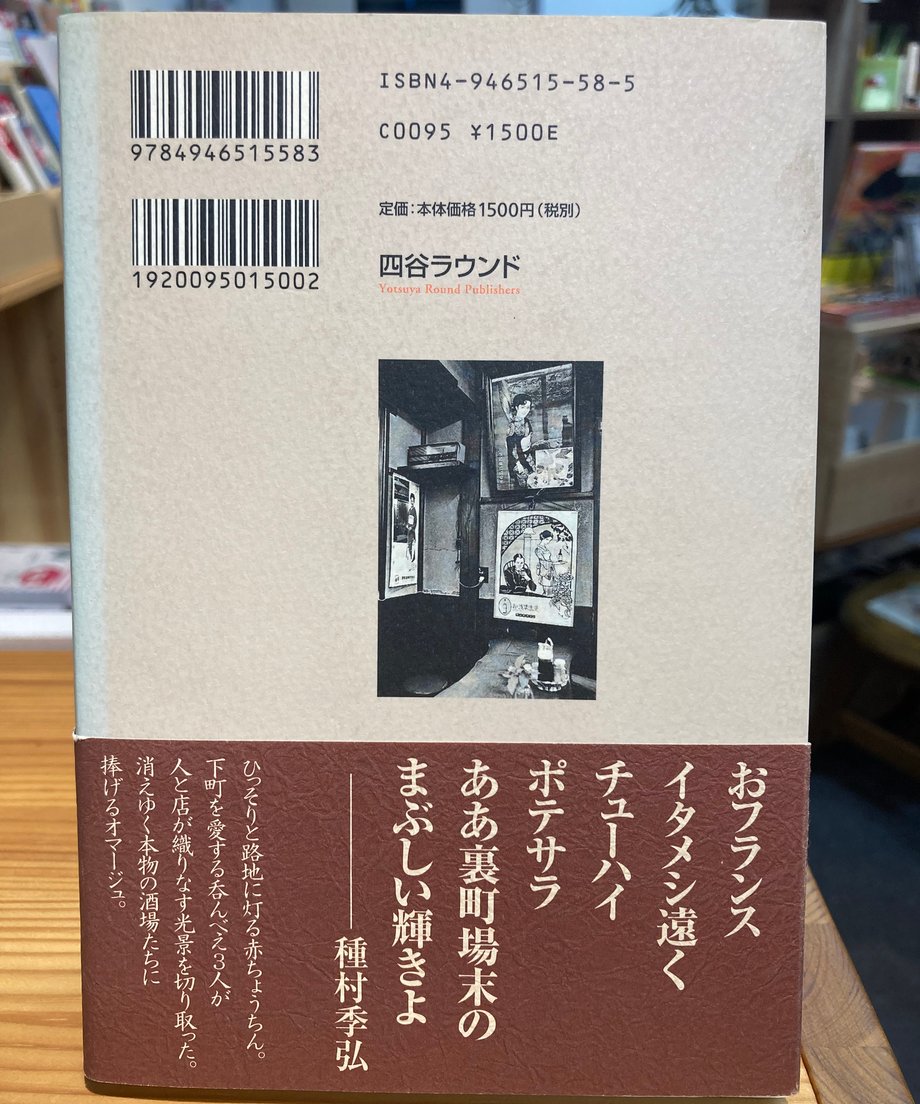 ISBN4-946515-58-5
C0095 ¥1500E
9784946515583
1920095015002
定価：本体価格1500円（税別）
四谷ラウンド
Yotsuya Round Publishers
おフランス
イタメシ遠く
チューハイ
ポテサラ
ああ裏町場末の
まぶしい輝きよ
――種村季弘
ひっそりと路地に灯る赤ちょうちん。
下町を愛する呑んべえ3人が
人と店が織りなす光景を切り取った。
消えゆく本物の酒場たちに
捧げるオマージュ。